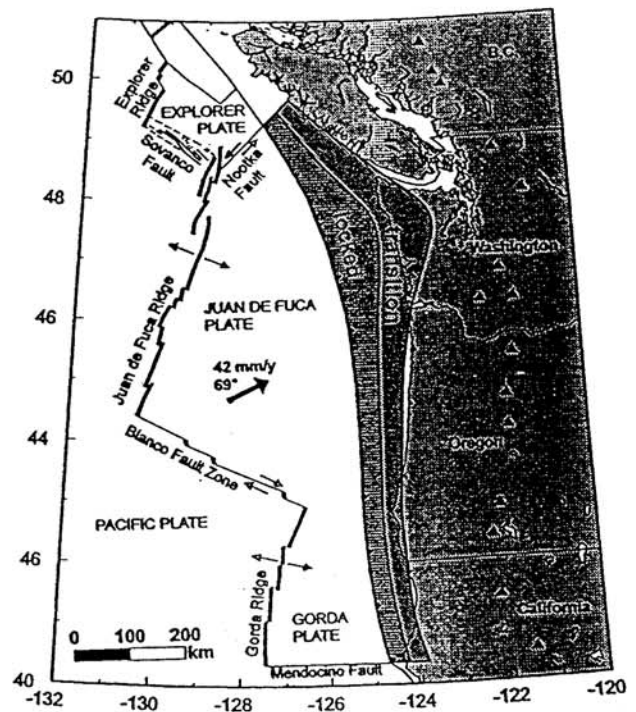 50
48
46
44
46
40
-132
-130
-128
-126
-124
-122
-120
B.C.
Explorer
Ridge
EXPLORER
PLATE
Sovanco
Fault
Nootka
Fault
locked
transition
Washington
Juan de Fuca Ridge
JUAN DE FUCA
PLATE
42 mm/y
69°
Blanco Fault Zone
Oregon
PACIFIC PLATE
Gorda Ridge
GORDA
PLATE
California
0 100 200
km
Mendocino Fault